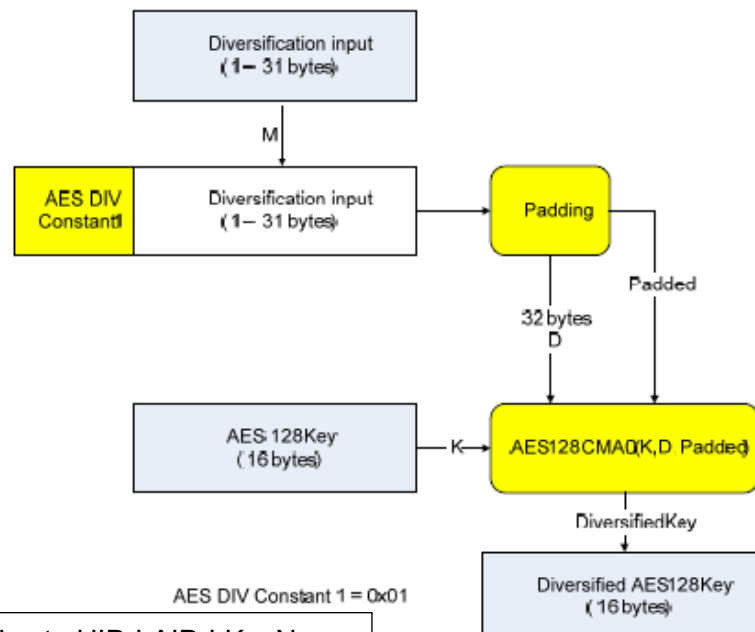 Diversification input
(1– 31 bytes)
M
AES DIV
Constant1
Diversification input
(1– 31 bytes)
Padding
Padded
32 bytes
D
AES 128Key
(16 bytes)
K
AES128CMAC(K,D, Padded)
DiversifiedKey
AES DIV Constant 1 = 0x01
Diversified AES128Key
(16 bytes)